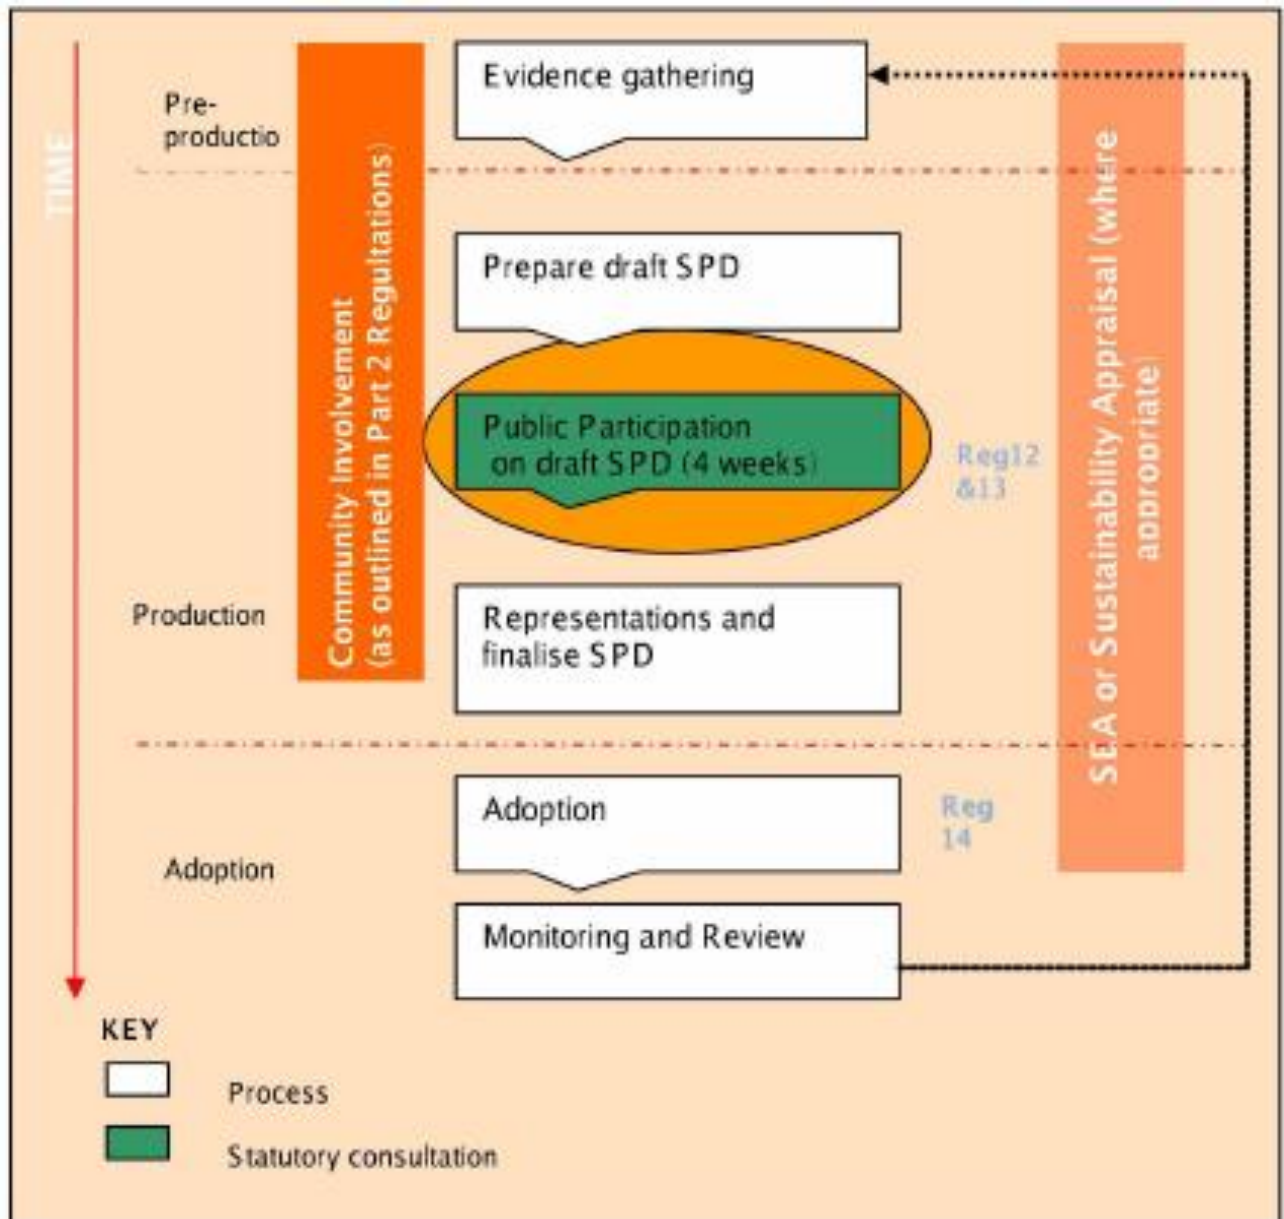 TIME
Pre-
productio
Evidence gathering
Community Involvement
(as outlined in Part 2 Regultations)
Prepare draft SPD
Public Participation
on draft SPD (4 weeks)
Reg12
&13
Production
Representations and
finalise SPD
SEA or Sustainability Appraisal (where
appropriate)
Adoption
Adoption
Reg
14
Monitoring and Review
KEY
Process
Statutory consultation